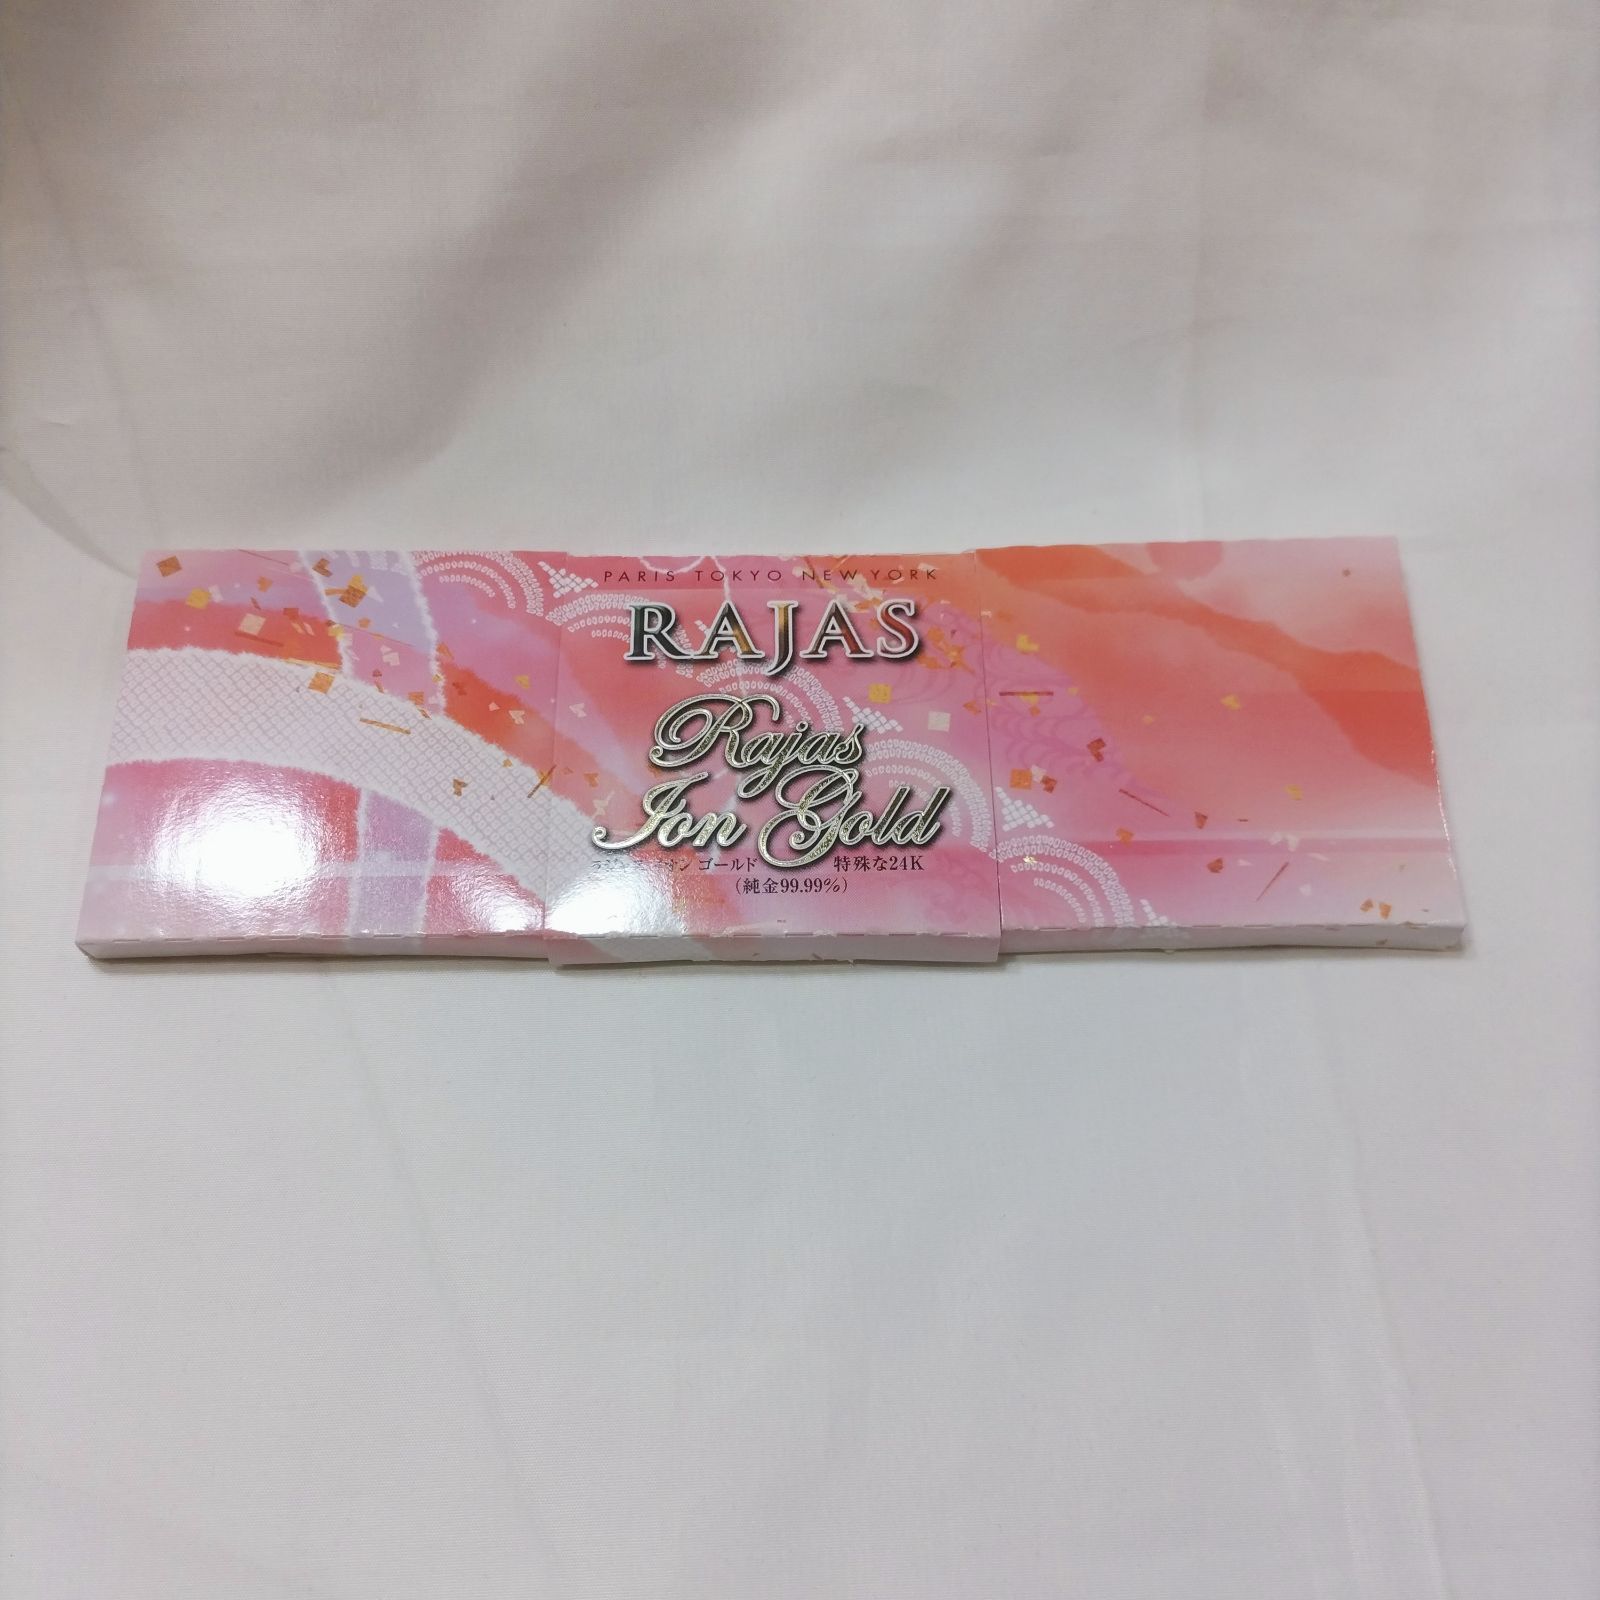 PARIS TOKYO NEW YORK
RAJAS
Rajas
Ion Gold
ゴールド 特殊な24K
(純金99.99%)